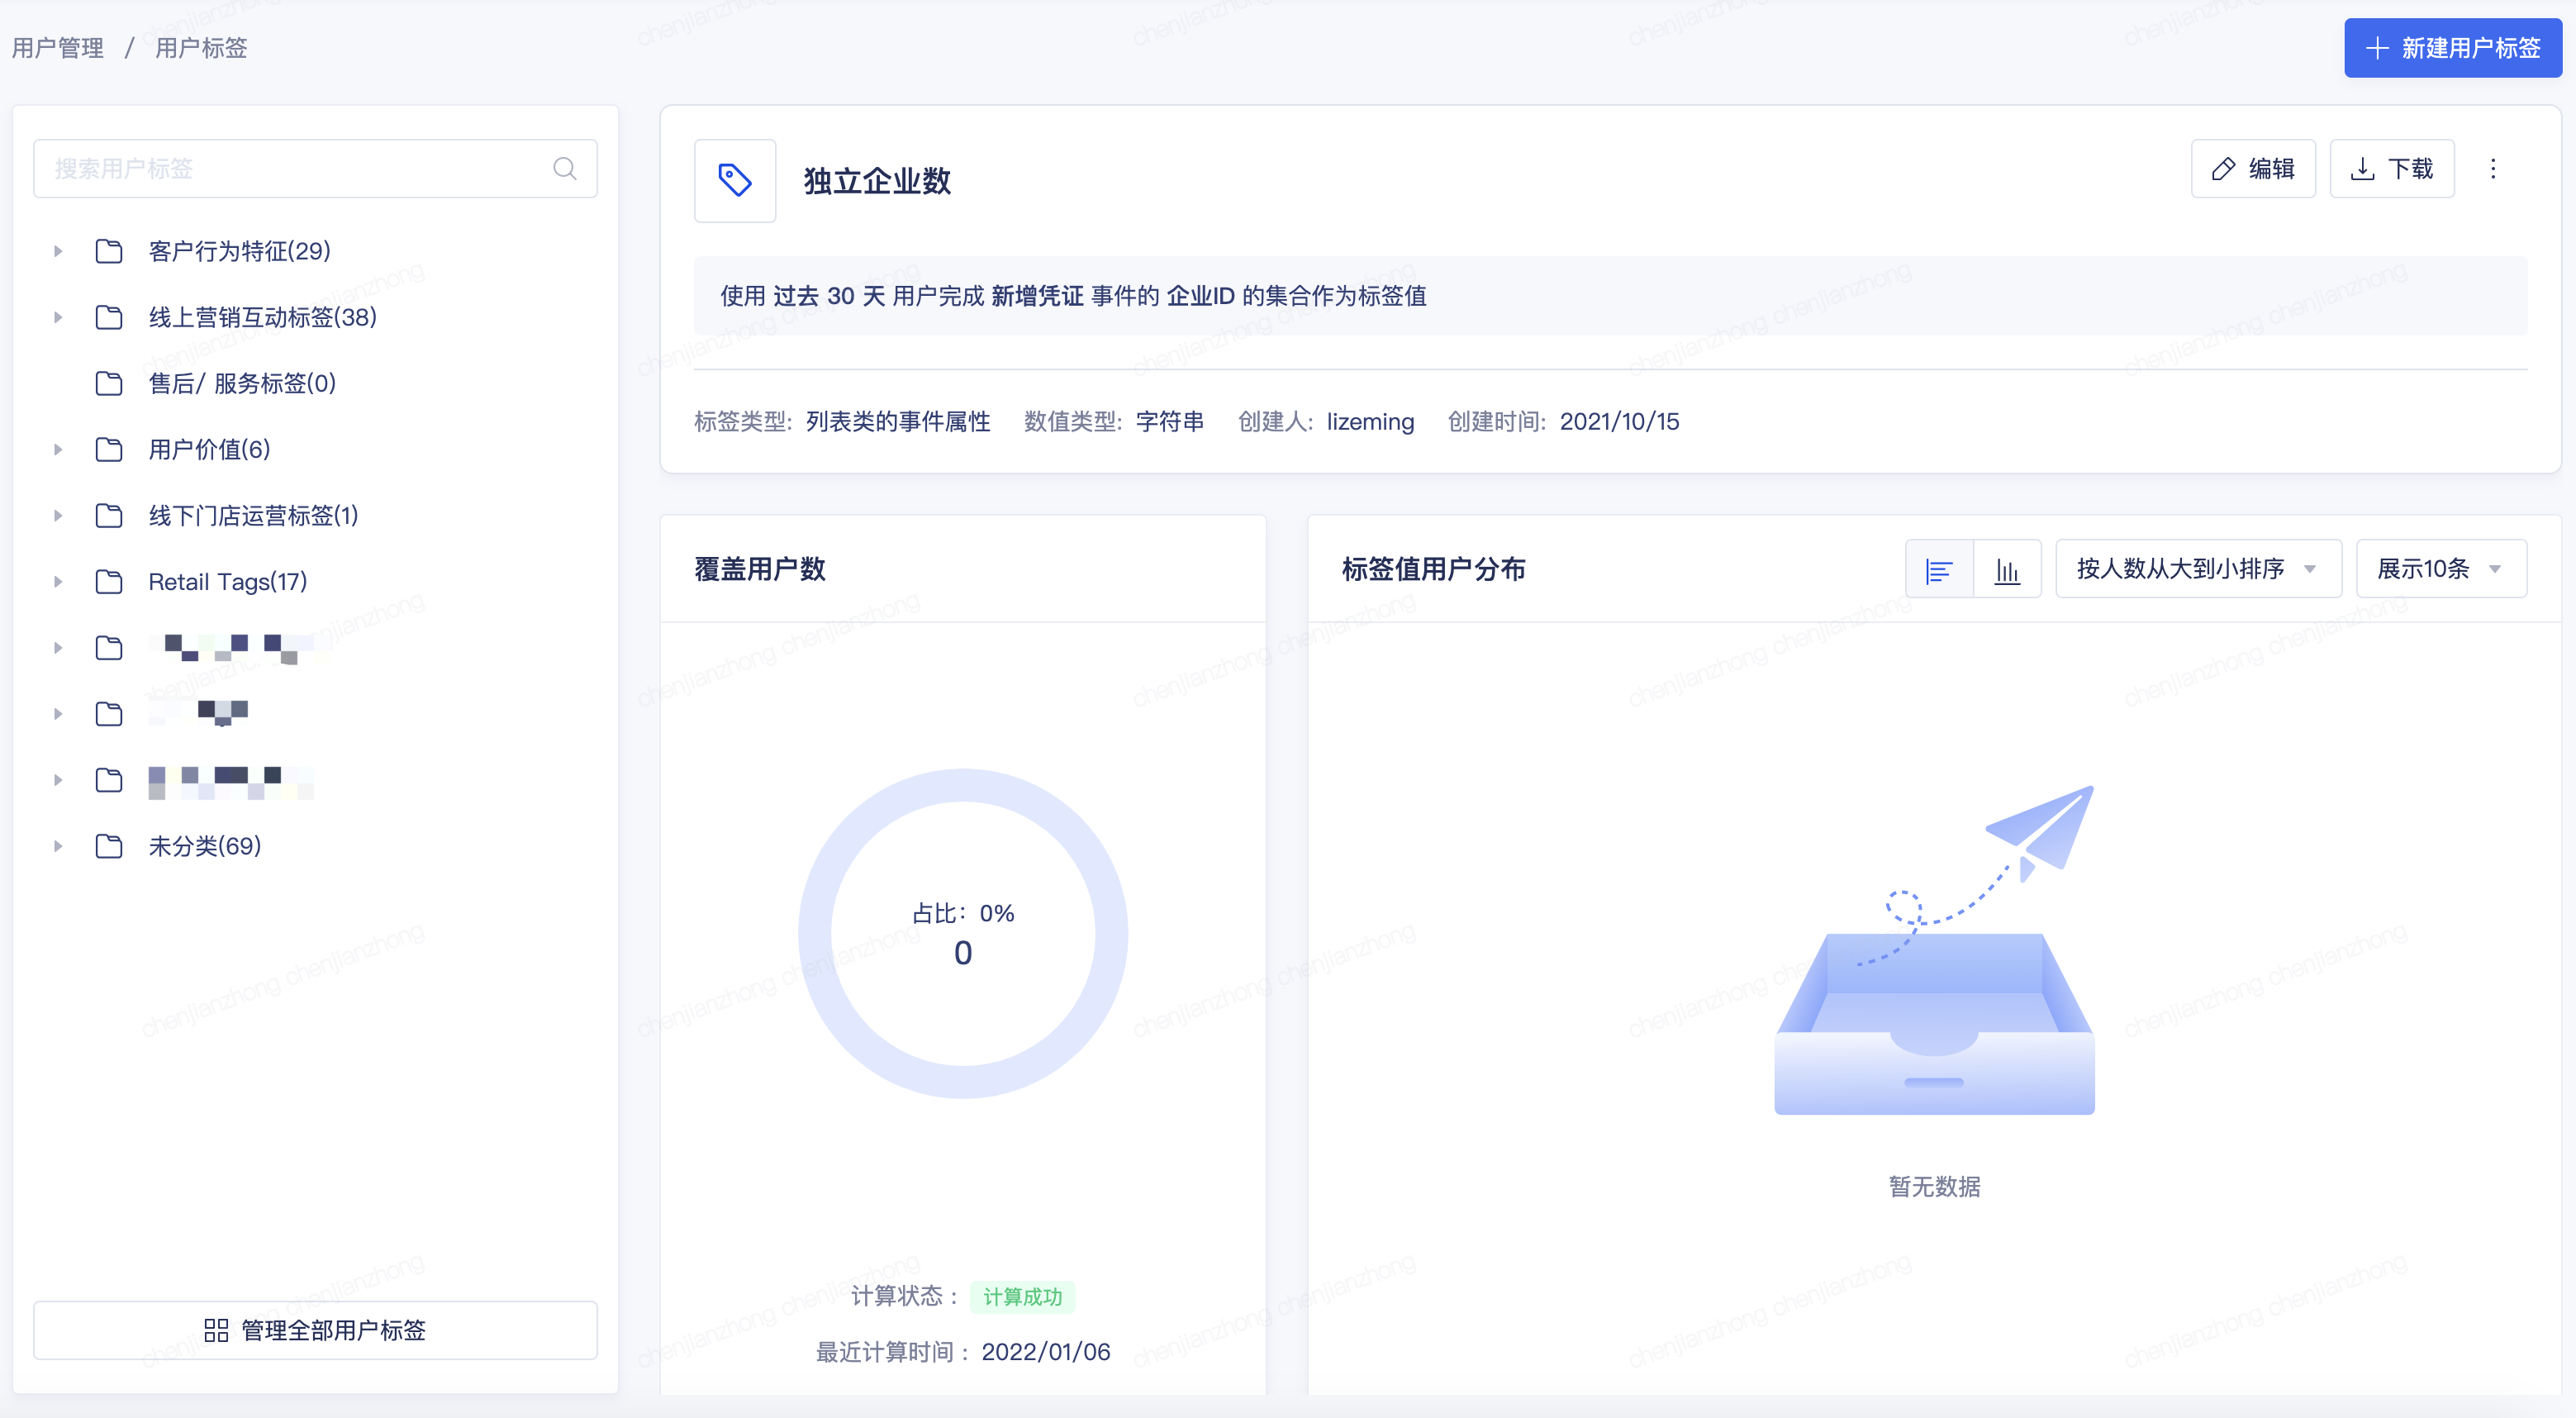 用户管理 / 用户标签
新建用户标签
搜索用户标签
客户行为特征(29)
线上营销互动标签(38)
售后/ 服务标签(0)
用户价值(6)
线下门店运营标签(1)
Retail Tags(17)
未分类(69)
管理全部用户标签
独立企业数
编辑
下载
使用 过去 30 天 用户完成 新增凭证 事件的 企业ID 的集合作为标签值
标签类型: 列表类的事件属性 数值类型: 字符串 创建人: lizeming 创建时间: 2021/10/15
覆盖用户数
占比：0%
0
计算状态： 计算成功
最近计算时间： 2022/01/06
标签值用户分布
按人数从大到小排序
展示10条
暂无数据
chenjianzhong